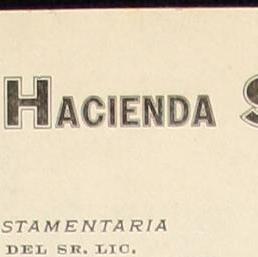 HACIENDA S
STAMENTARIA
DEL SR. LIC.